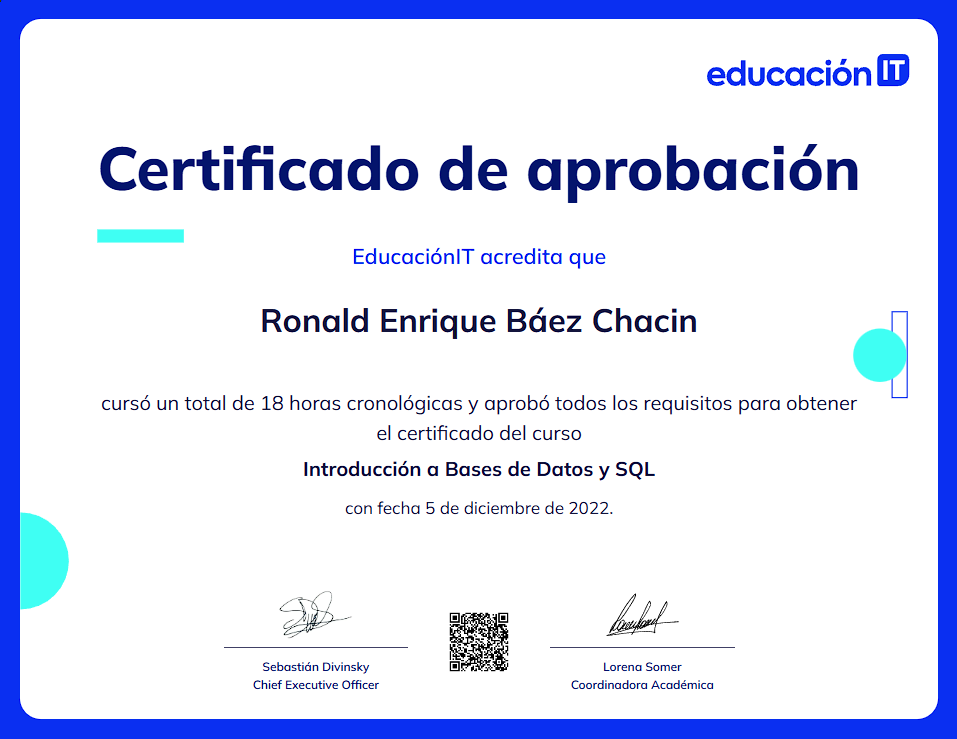 educación IT
Certificado de aprobación
EducaciónIT acredita que
Ronald Enrique Báez Chacin
cursó un total de 18 horas cronológicas y aprobó todos los requisitos para obtener
el certificado del curso
Introducción a Bases de Datos y SQL
con fecha 5 de diciembre de 2022.
Sebastián Divinsky
Chief Executive Officer
Lorena Somer
Coordinadora Académica